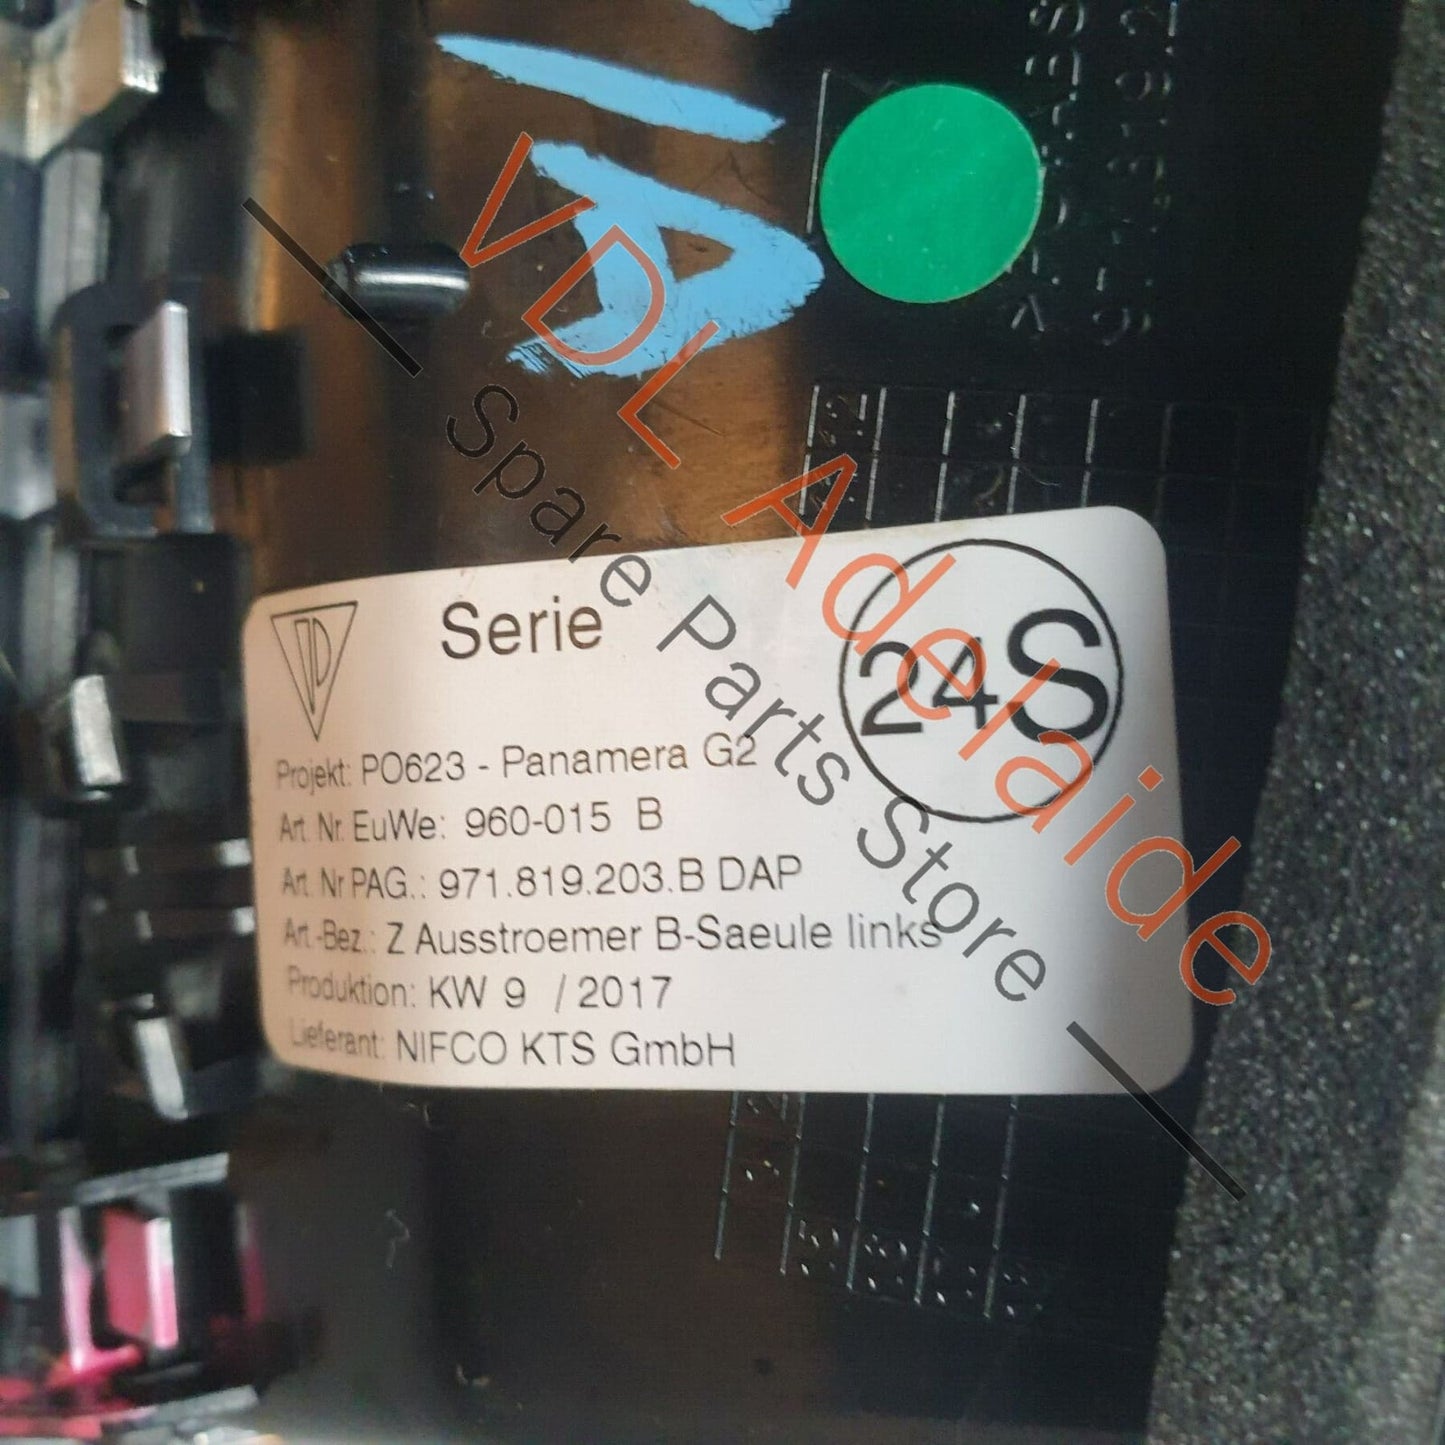 Serie
24S
Projekt: PO623 - Panamera G2
Art. Nr. EuWe: 960-015 B
Art. Nr PAG.: 971.819.203.B DAP
Art.-Bez.: Z Ausstroemer B-Saeule links
Produktion: KW 9 / 2017
Lieferant: NIFCO KTS GmbH
VDL Adelaide
Spare Parts Store